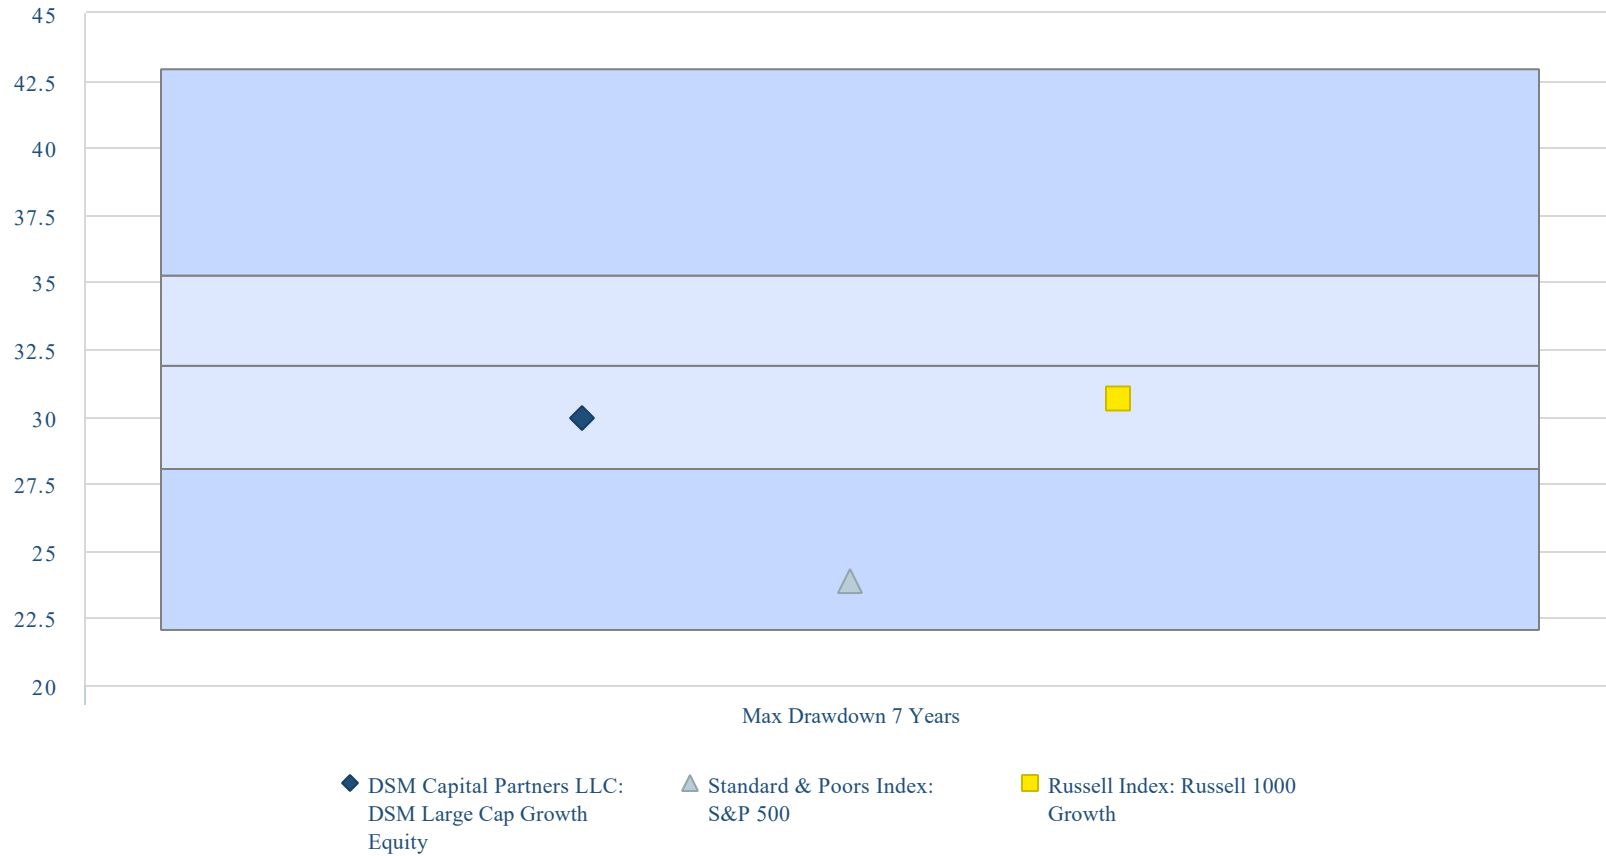 45
42.5
40
37.5
35
32.5
30
27.5
25
22.5
20
Max Drawdown 7 Years
DSM Capital Partners LLC:
DSM Large Cap Growth
Equity
Standard & Poors Index:
S&P 500
Russell Index: Russell 1000
Growth